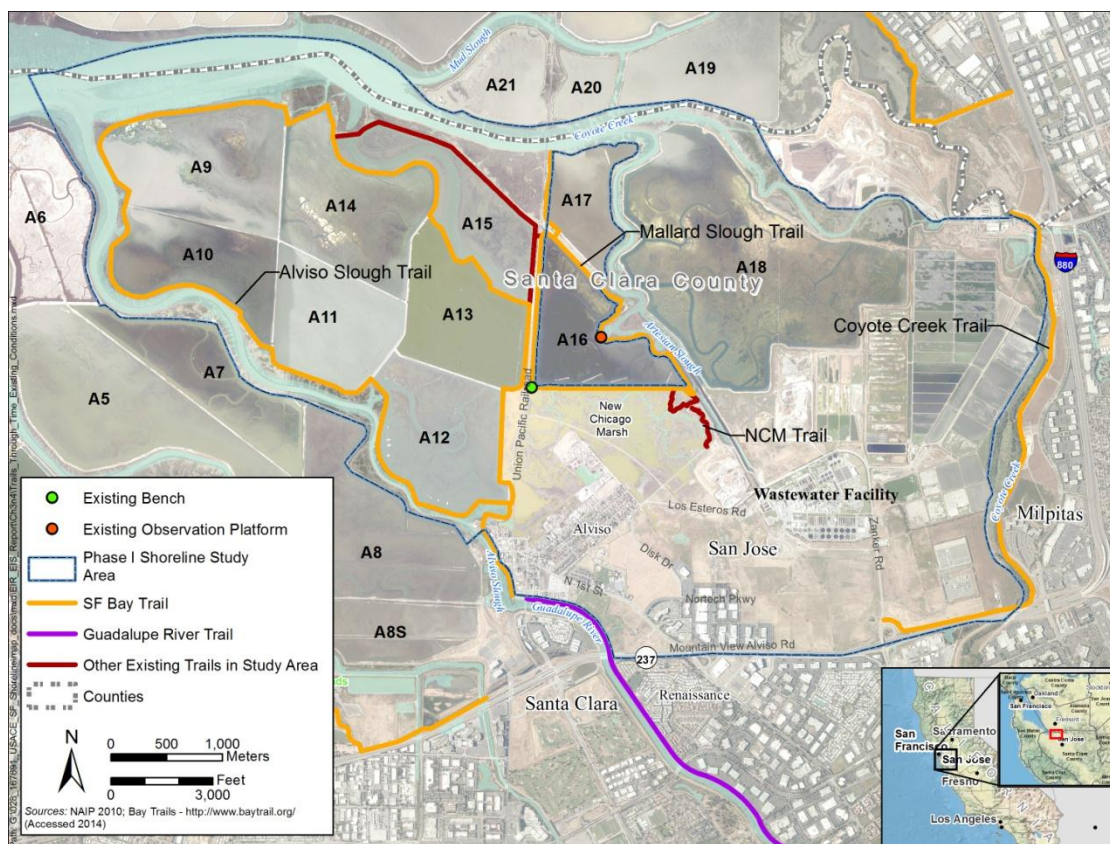 Mud Slough
A21
A20
A19
Coyote Creek
A9
A17
A6
A14
A15
Mallard Slough Trail
A10
A18
Santa Clara County
880
Alviso Slough Trail
A11
A13
Coyote Creek Trail
A16
Artesian Slough
A7
A5
Union Pacific Railroad
New
Chicago
Marsh
A12
NCM Trail
Wastewater Facility
Los Esteros Rd
Coyote Creek
Milpitas
Alviso
San Jose
Zanker Rd
Disk Dr
A8
N 1st St
Alviso Slough
Nortech Pkwy
Guadalupe River
A8S
Mountain View Alviso Rd
237
Santa Clara
Renaissance
Existing Bench
Existing Observation Platform
Phase I Shoreline Study
Area
SF Bay Trail
Guadalupe River Trail
Other Existing Trails in Study Area
Counties
N
0 500 1,000
Meters
Feet
0 3,000
Sources: NAIP 2010; Bay Trails - http://www.baytrail.org/
(Accessed 2014)
San
Francisco
Sacramento
San Jose
Fresno
Los Angeles
Oakland
San Francisco
Fremont
San Jose